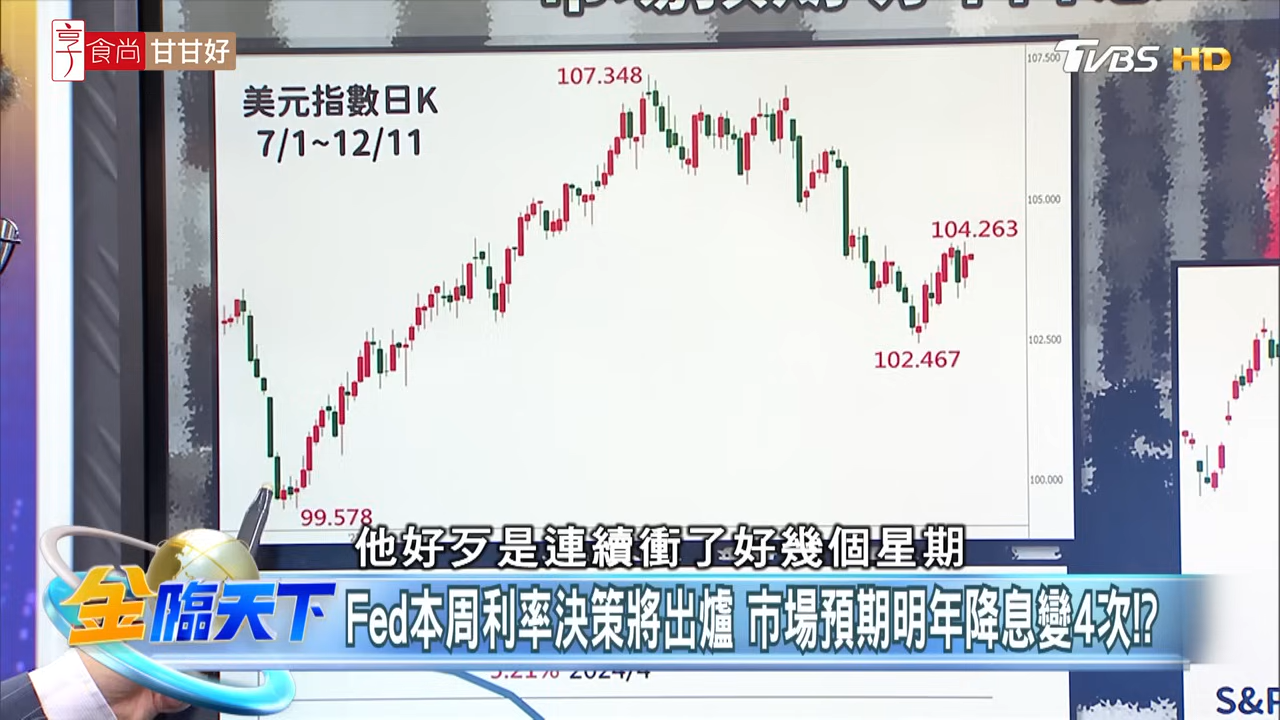 享食尚 甘甘好
TVBS HD
美元指數日K
7/1~12/11
107.348
107.500
105.000
104.263
102.500
102.467
100.000
99.578
他好歹是連續衝了好幾個星期
金臨天下
Fed本周利率決策將出爐 市場預期明年降息變4次!?
5.21% 2024/4
S&P